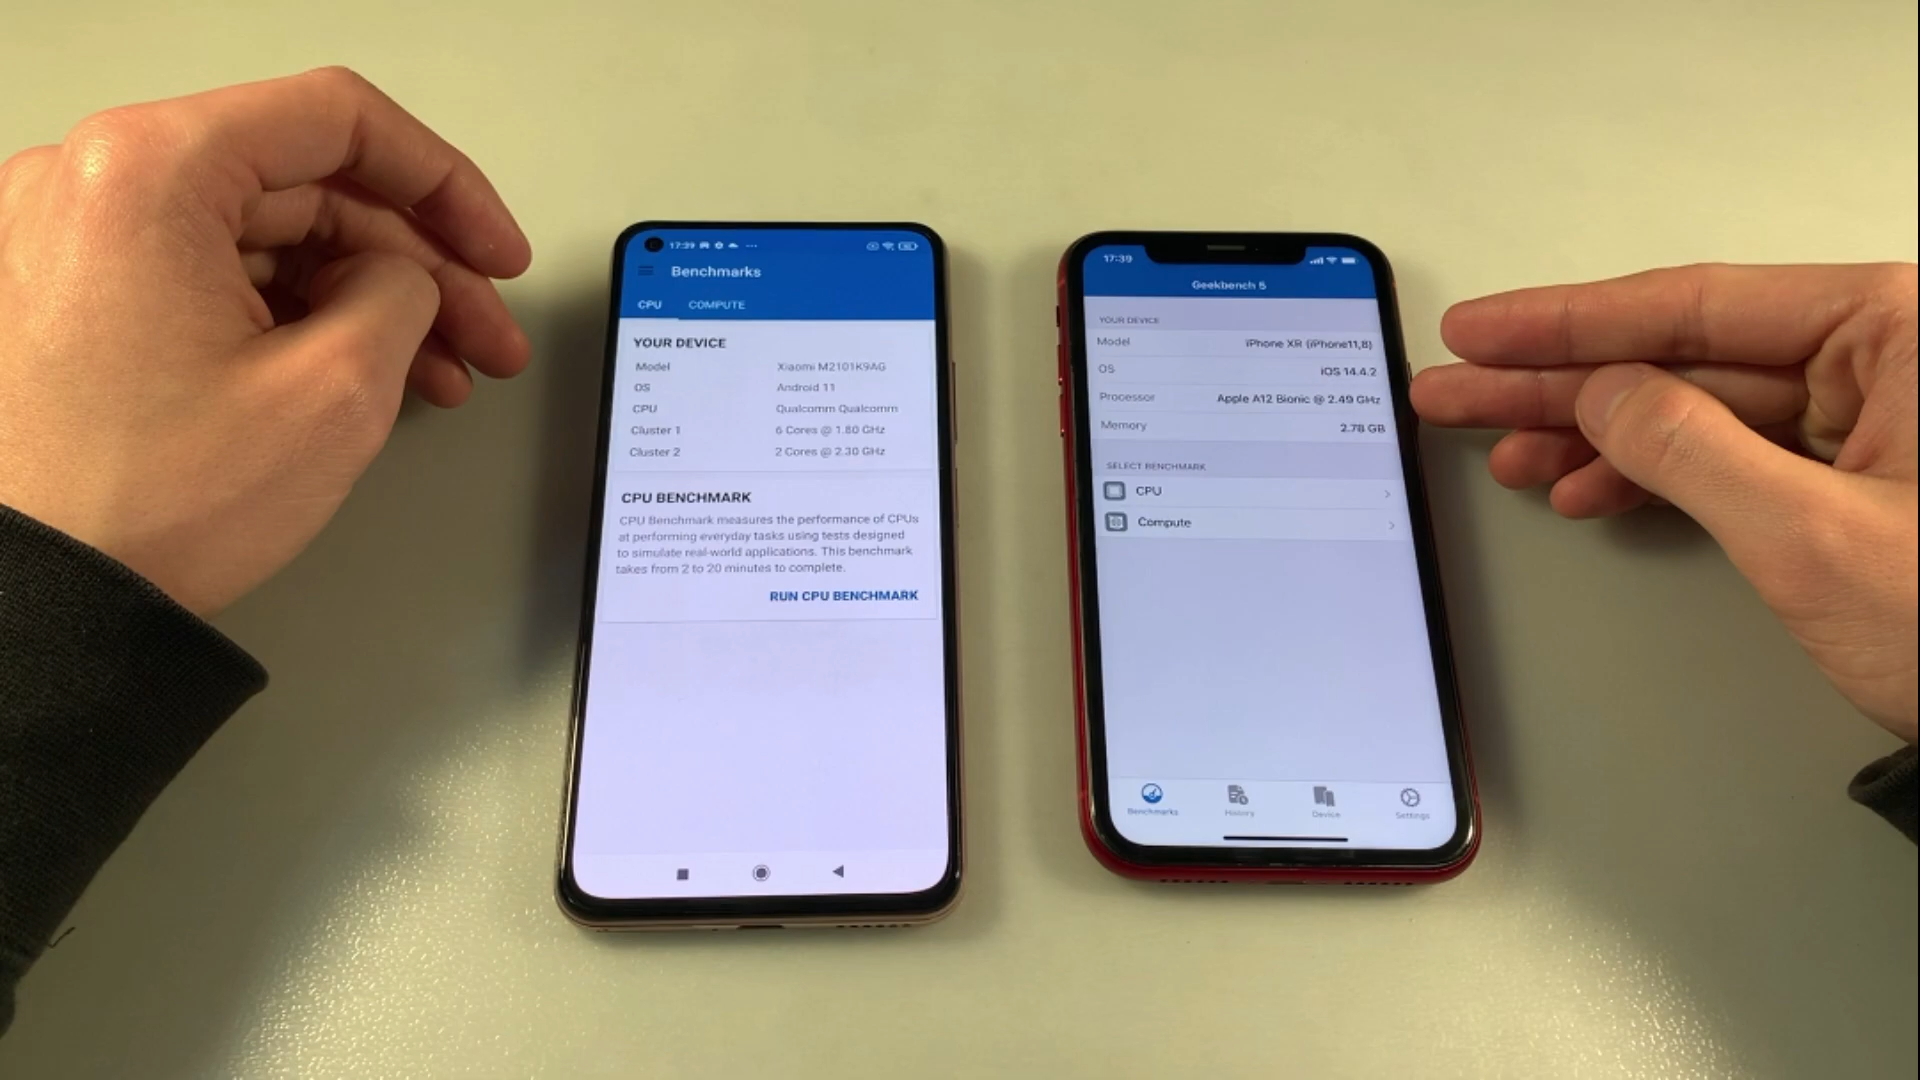 17:39
Benchmarks
CPU COMPUTE
YOUR DEVICE
Model Xiaomi M2101K9AG
OS Android 11
CPU Qualcomm Qualcomm
Cluster 1 6 Cores @ 1.80 GHz
Cluster 2 2 Cores @ 2.30 GHz
CPU BENCHMARK
CPU Benchmark measures the performance of CPUs
at performing everyday tasks using tests designed
to simulate real-world applications. This benchmark
takes from 2 to 20 minutes to complete.
RUN CPU BENCHMARK
17:39
Geekbench 5
YOUR DEVICE
Model iPhone XR (iPhone11,8)
OS iOS 14.4.2
Processor Apple A12 Bionic @ 2.49 GHz
Memory 2.78 GB
SELECT BENCHMARK
CPU
Compute
Benchmarks History Device Settings